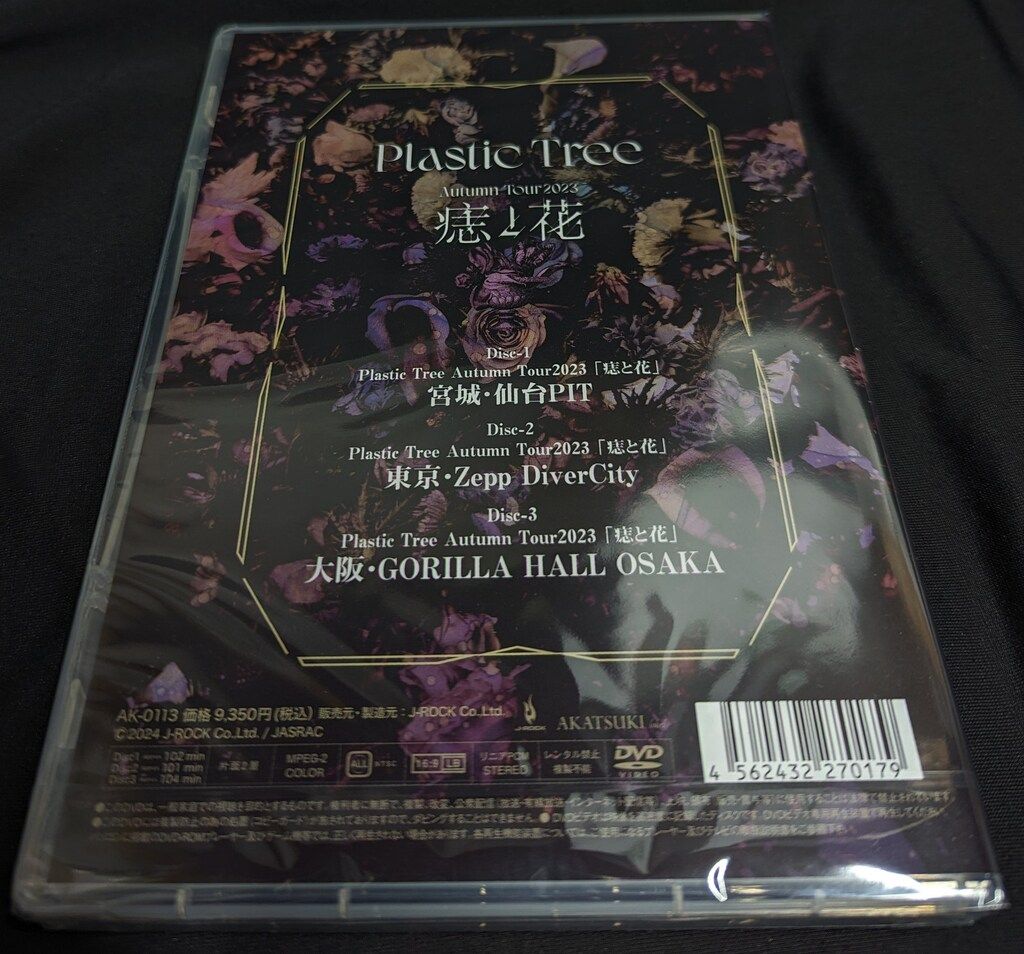 Plastic Tree
Autumn Tour2023
痣と花
Disc-1
Plastic Tree Autumn Tour2023「痣と花」
宮城・仙台PIT
Disc-2
Plastic Tree Autumn Tour2023「痣と花」
東京・Zepp DiverCity
Disc-3
Plastic Tree Autumn Tour2023「痣と花」
大阪・GORILLA HALL OSAKA
AK-0113 価格 9,350円(税込) 販売元・製造元：J-ROCK Co.,Ltd.
J-ROCK
AKATSUKI
©2024 J-ROCK Co.,Ltd. / JASRAC
Disc1 102 min
Disc2 101 min
Disc3 104 min
片面2層
MPEG-2
COLOR
ALL NTSC
16:9 LB
リニアPCM
STEREO
レンタル禁止
複製不能
DVD
VIDEO
4 562432 270179